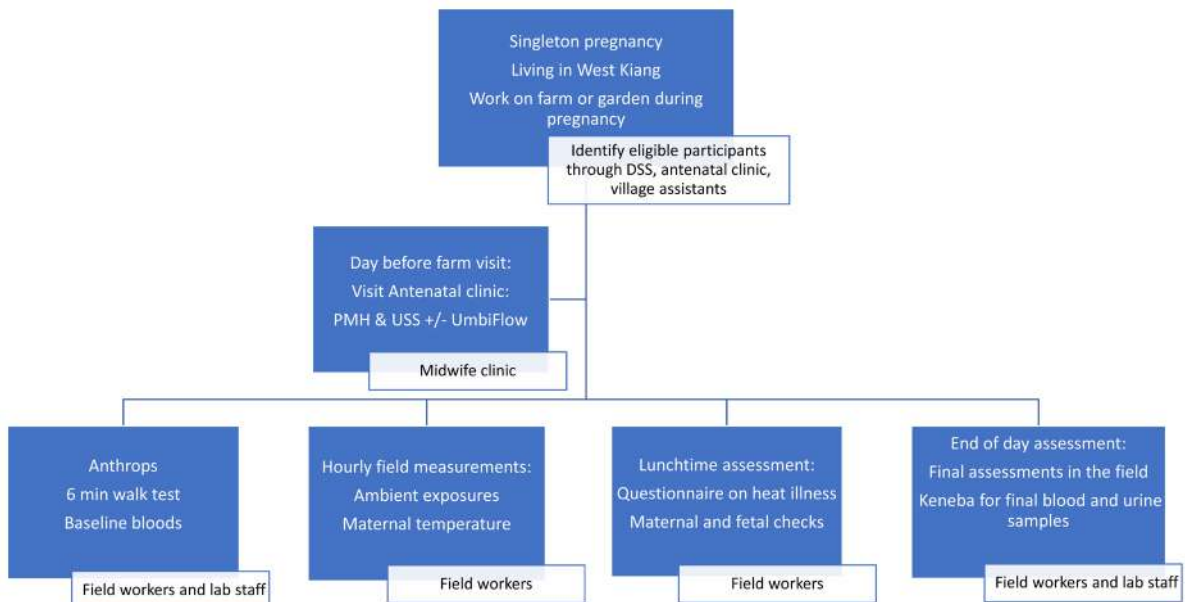 Singleton pregnancy
Living in West Kiang
Work on farm or garden during
pregnancy
Identify eligible participants
through DSS, antenatal clinic,
village assistants
Day before farm visit:
Visit Antenatal clinic:
PMH & USS +/- UmbiFlow
Midwife clinic
Anthrops
6 min walk test
Baseline bloods
Field workers and lab staff
Hourly field measurements:
Ambient exposures
Maternal temperature
Field workers
Lunchtime assessment:
Questionnaire on heat illness
Maternal and fetal checks
Field workers
End of day assessment:
Final assessments in the field
Keneba for final blood and urine
samples
Field workers and lab staff